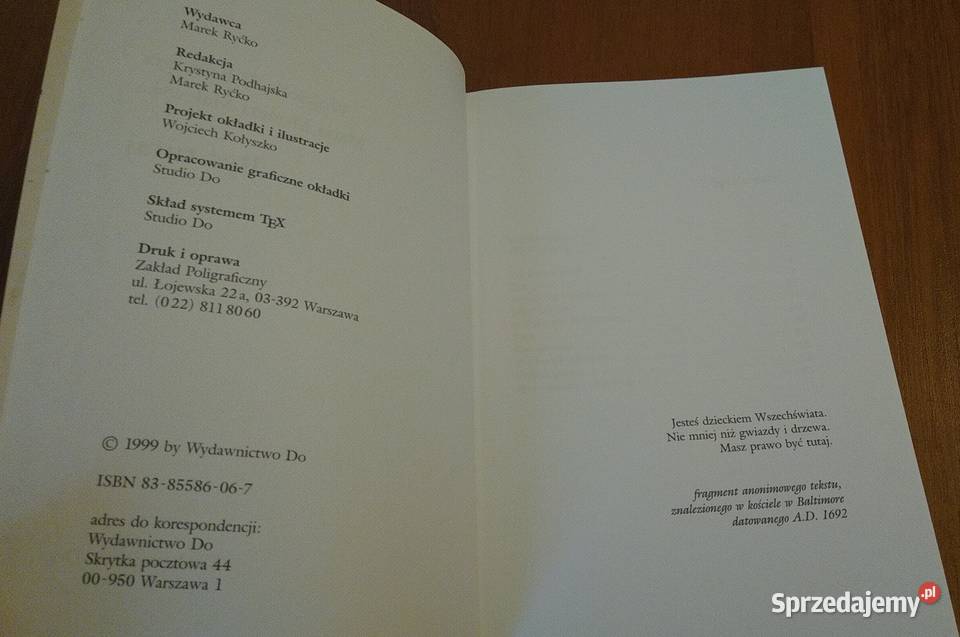 Wydawca
Marek Ryćko
Redakcja
Krystyna Podhajska
Marek Ryćko
Projekt okładki i ilustracje
Wojciech Kołyszko
Opracowanie graficzne okładki
Studio Do
Skład systemem TEX
Studio Do
Druk i oprawa
Zakład Poligraficzny
ul. Łojewska 22a, 03-392 Warszawa
tel. (022) 8118060
© 1999 by Wydawnictwo Do
ISBN 83-85586-06-7
adres do korespondencji:
Wydawnictwo Do
Skrytka pocztowa 44
00-950 Warszawa 1
Jesteś dzieckiem Wszechświata.
Nie mniej niż gwiazdy i drzewa.
Masz prawo być tutaj.
fragment anonimowego tekstu,
znalezionego w kościele w Baltimore
datowanego A.D. 1692
Sprzedajemy.pl